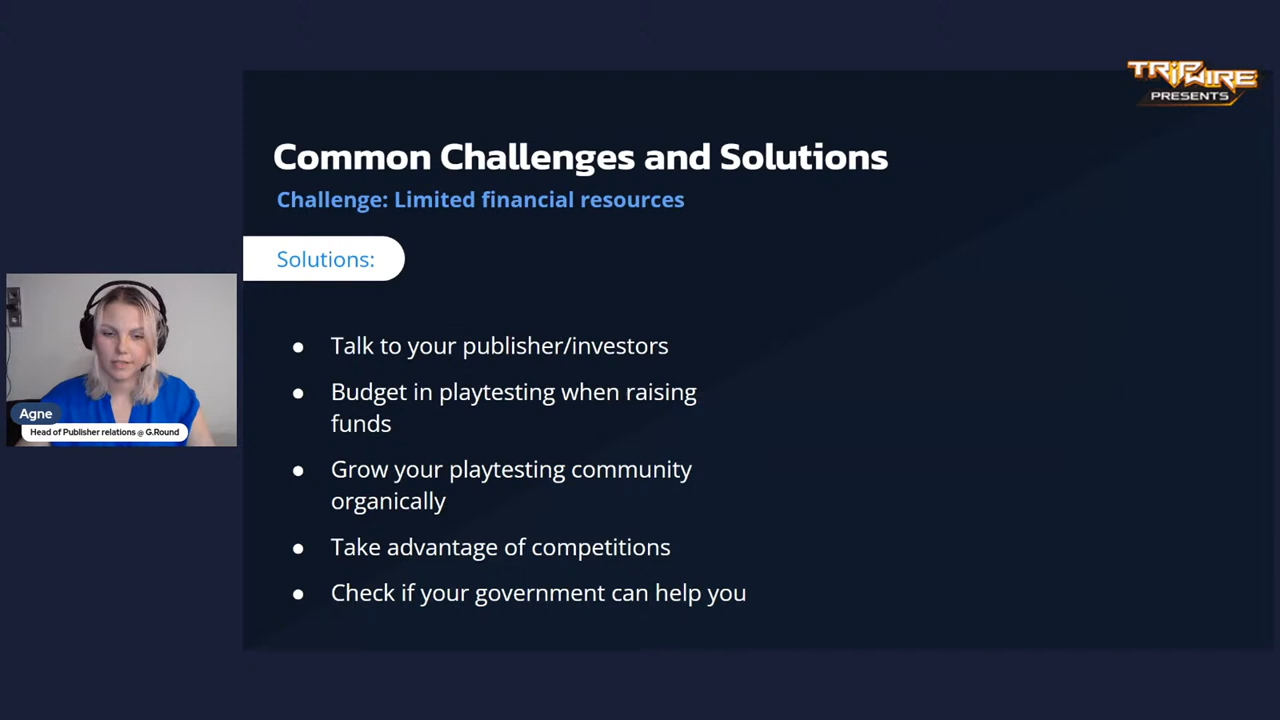 TRIPWIRE
PRESENTS
Common Challenges and Solutions
Challenge: Limited financial resources
Solutions:
● Talk to your publisher/investors
● Budget in playtesting when raising
funds
● Grow your playtesting community
organically
● Take advantage of competitions
● Check if your government can help you
Agne
Head of Publisher relations @ G.Round